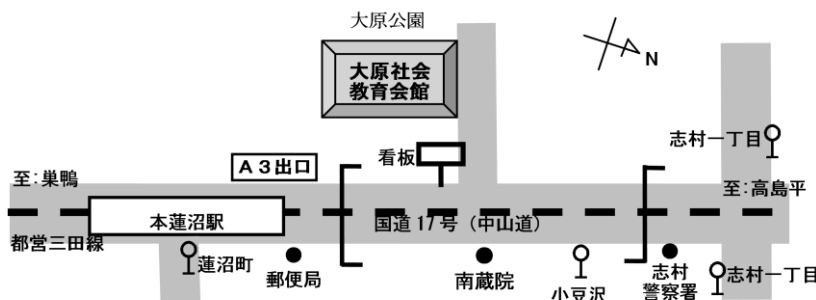 大原公園
大原社会
教育会館
N
志村一丁目
看板
A3出口
至:巣鴨
至:高島平
本蓮沼駅
国道17号（中山道）
都営三田線
蓮沼町
郵便局
南蔵院
小豆沢
志村
警察署
志村一丁目